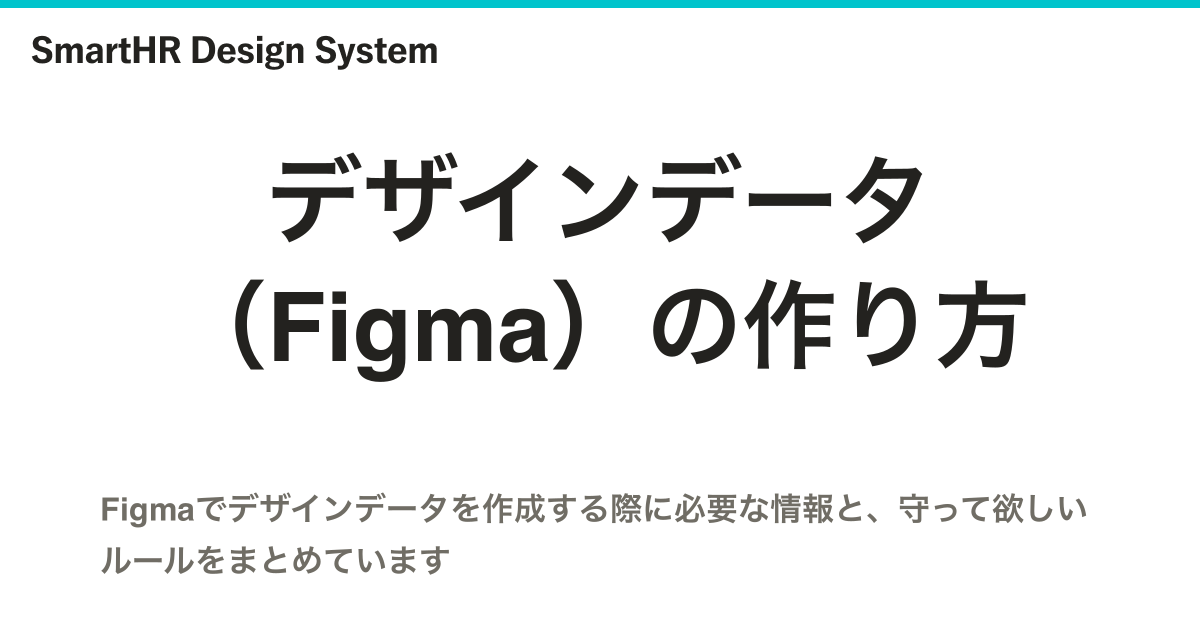 SmartHR Design System
デザインデータ
（Figma）の作り方
Figmaでデザインデータを作成する際に必要な情報と、守って欲しい
ルールをまとめています